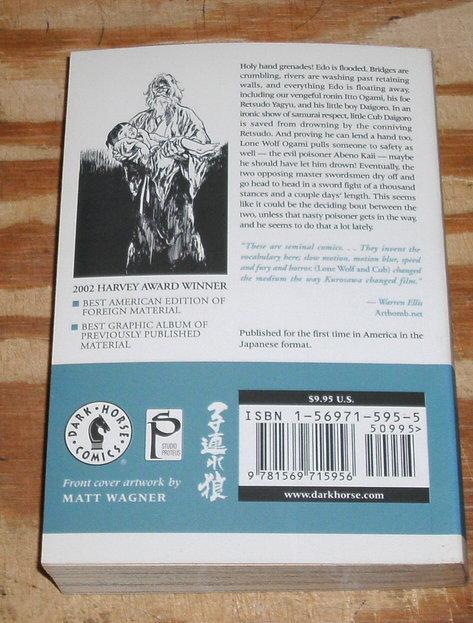 Holy hand grenades! Edo is flooded, Bridges are
crumbling, rivers are washing past retaining
walls, and everything Edo is floating away,
including our vengeful ronin Itto Ogami, his foe
Retsudo Yagyu, and his little boy Daigoro. In an
ironic show of samurai respect, little Cub Daigoro
is saved from drowning by the conniving
Retsudo. And proving he can lend a hand too,
Lone Wolf Ogami pulls someone to safety as
well — the evil poisoner Abeno Kaii — maybe
he should have let him drown! Eventually, the
two opposing master swordsmen dry off and
go head to head in a sword fight of a thousand
stances and a couple days' length. This seems
like it could be the deciding bout between the
two, unless that nasty poisoner gets in the way,
and he seems to do that a lot lately.
"These are seminal comics. . . They invent the
vocabulary here; slow motion, motion blur, speed
and fury and horror. (Lone Wolf and Cub) changed
the medium the way Kurosawa changed film."
— Warren Ellis
Artbomb.net
Published for the first time in America in the
Japanese format.
2002 HARVEY AWARD WINNER
BEST AMERICAN EDITION OF
FOREIGN MATERIAL
BEST GRAPHIC ALBUM OF
PREVIOUSLY PUBLISHED
MATERIAL
DARK HORSE
COMICS
SP
STUDIO
PROTEUS
子連れ狼
Front cover artwork by
MATT WAGNER
$9.95 U.S.
ISBN 1-56971-595-5
50995>
9 781569 715956
www.darkhorse.com